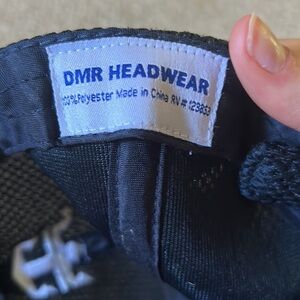 DMR HEADWEAR
100%Polyester Made in China RN# 123853